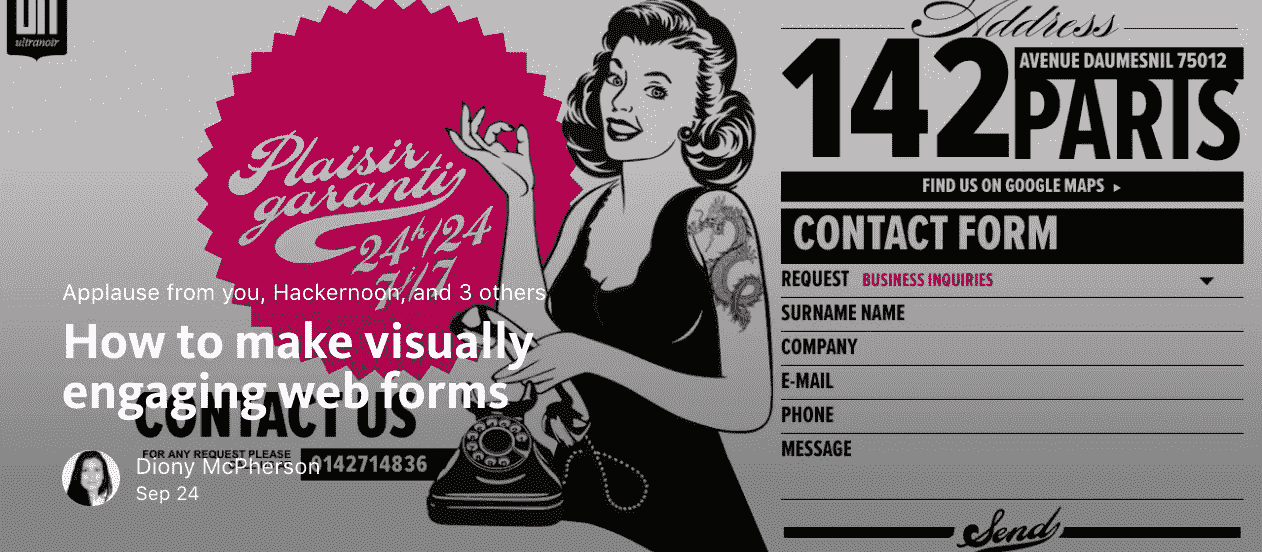 un
ultranoir
Plaisir
garanti
24h/24
7j/7
Applause from you, Hackernoon, and 3 others
How to make visually
engaging web forms
CONTACT US
FOR ANY REQUEST PLEASE
Diony McPherson
0142714836
Sep 24
Address
142
AVENUE DAUMESNIL 75012
PARIS
FIND US ON GOOGLE MAPS
CONTACT FORM
REQUEST BUSINESS INQUIRIES
SURNAME NAME
COMPANY
E-MAIL
PHONE
MESSAGE
Send